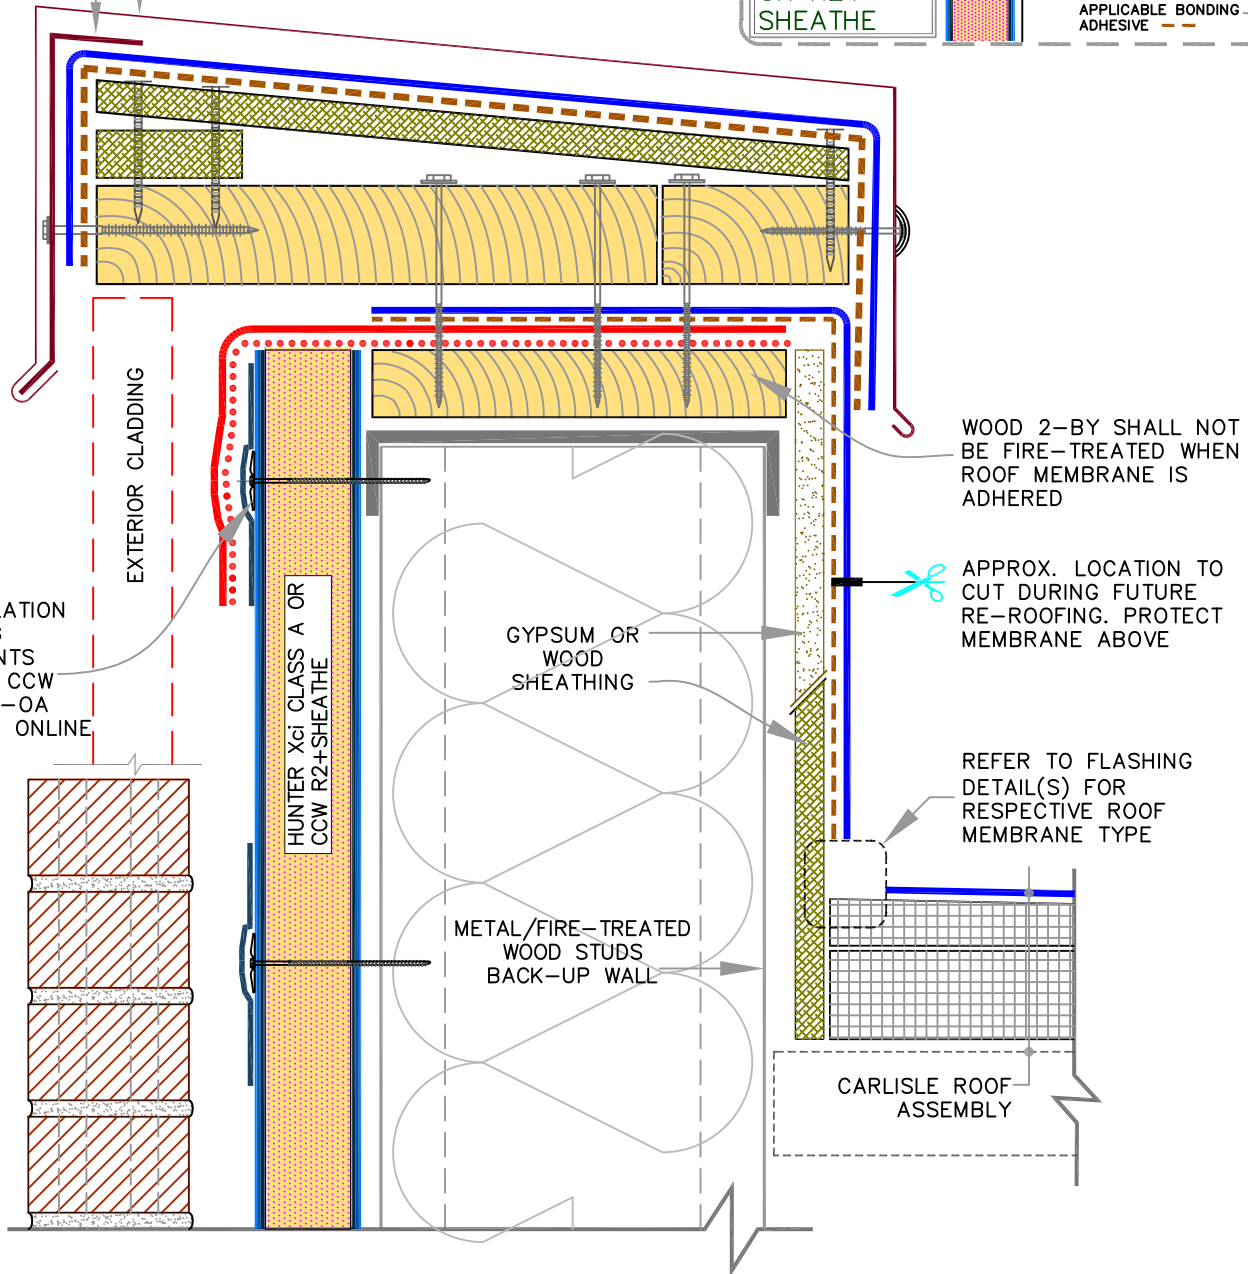 SHEATHE
APPLICABLE BONDING
ADHESIVE
EXTERIOR CLADDING
WOOD 2-BY SHALL NOT
BE FIRE-TREATED WHEN
ROOF MEMBRANE IS
ADHERED
APPROX. LOCATION TO
CUT DURING FUTURE
RE-ROOFING. PROTECT
MEMBRANE ABOVE
CCW
-OA
ONLINE
HUNTER Xci CLASS A OR
CCW R2+SHEATHE
GYPSUM OR
WOOD
SHEATHING
REFER TO FLASHING
DETAIL(S) FOR
RESPECTIVE ROOF
MEMBRANE TYPE
METAL/FIRE-TREATED
WOOD STUDS
BACK-UP WALL
CARLISLE ROOF
ASSEMBLY